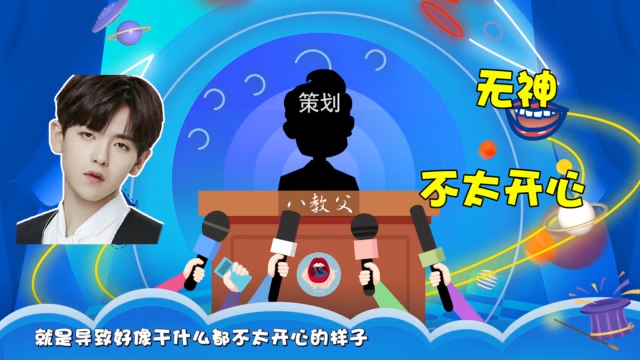 策划
无神
不太开心
八教父
就是导致好像干什么都不太开心的样子